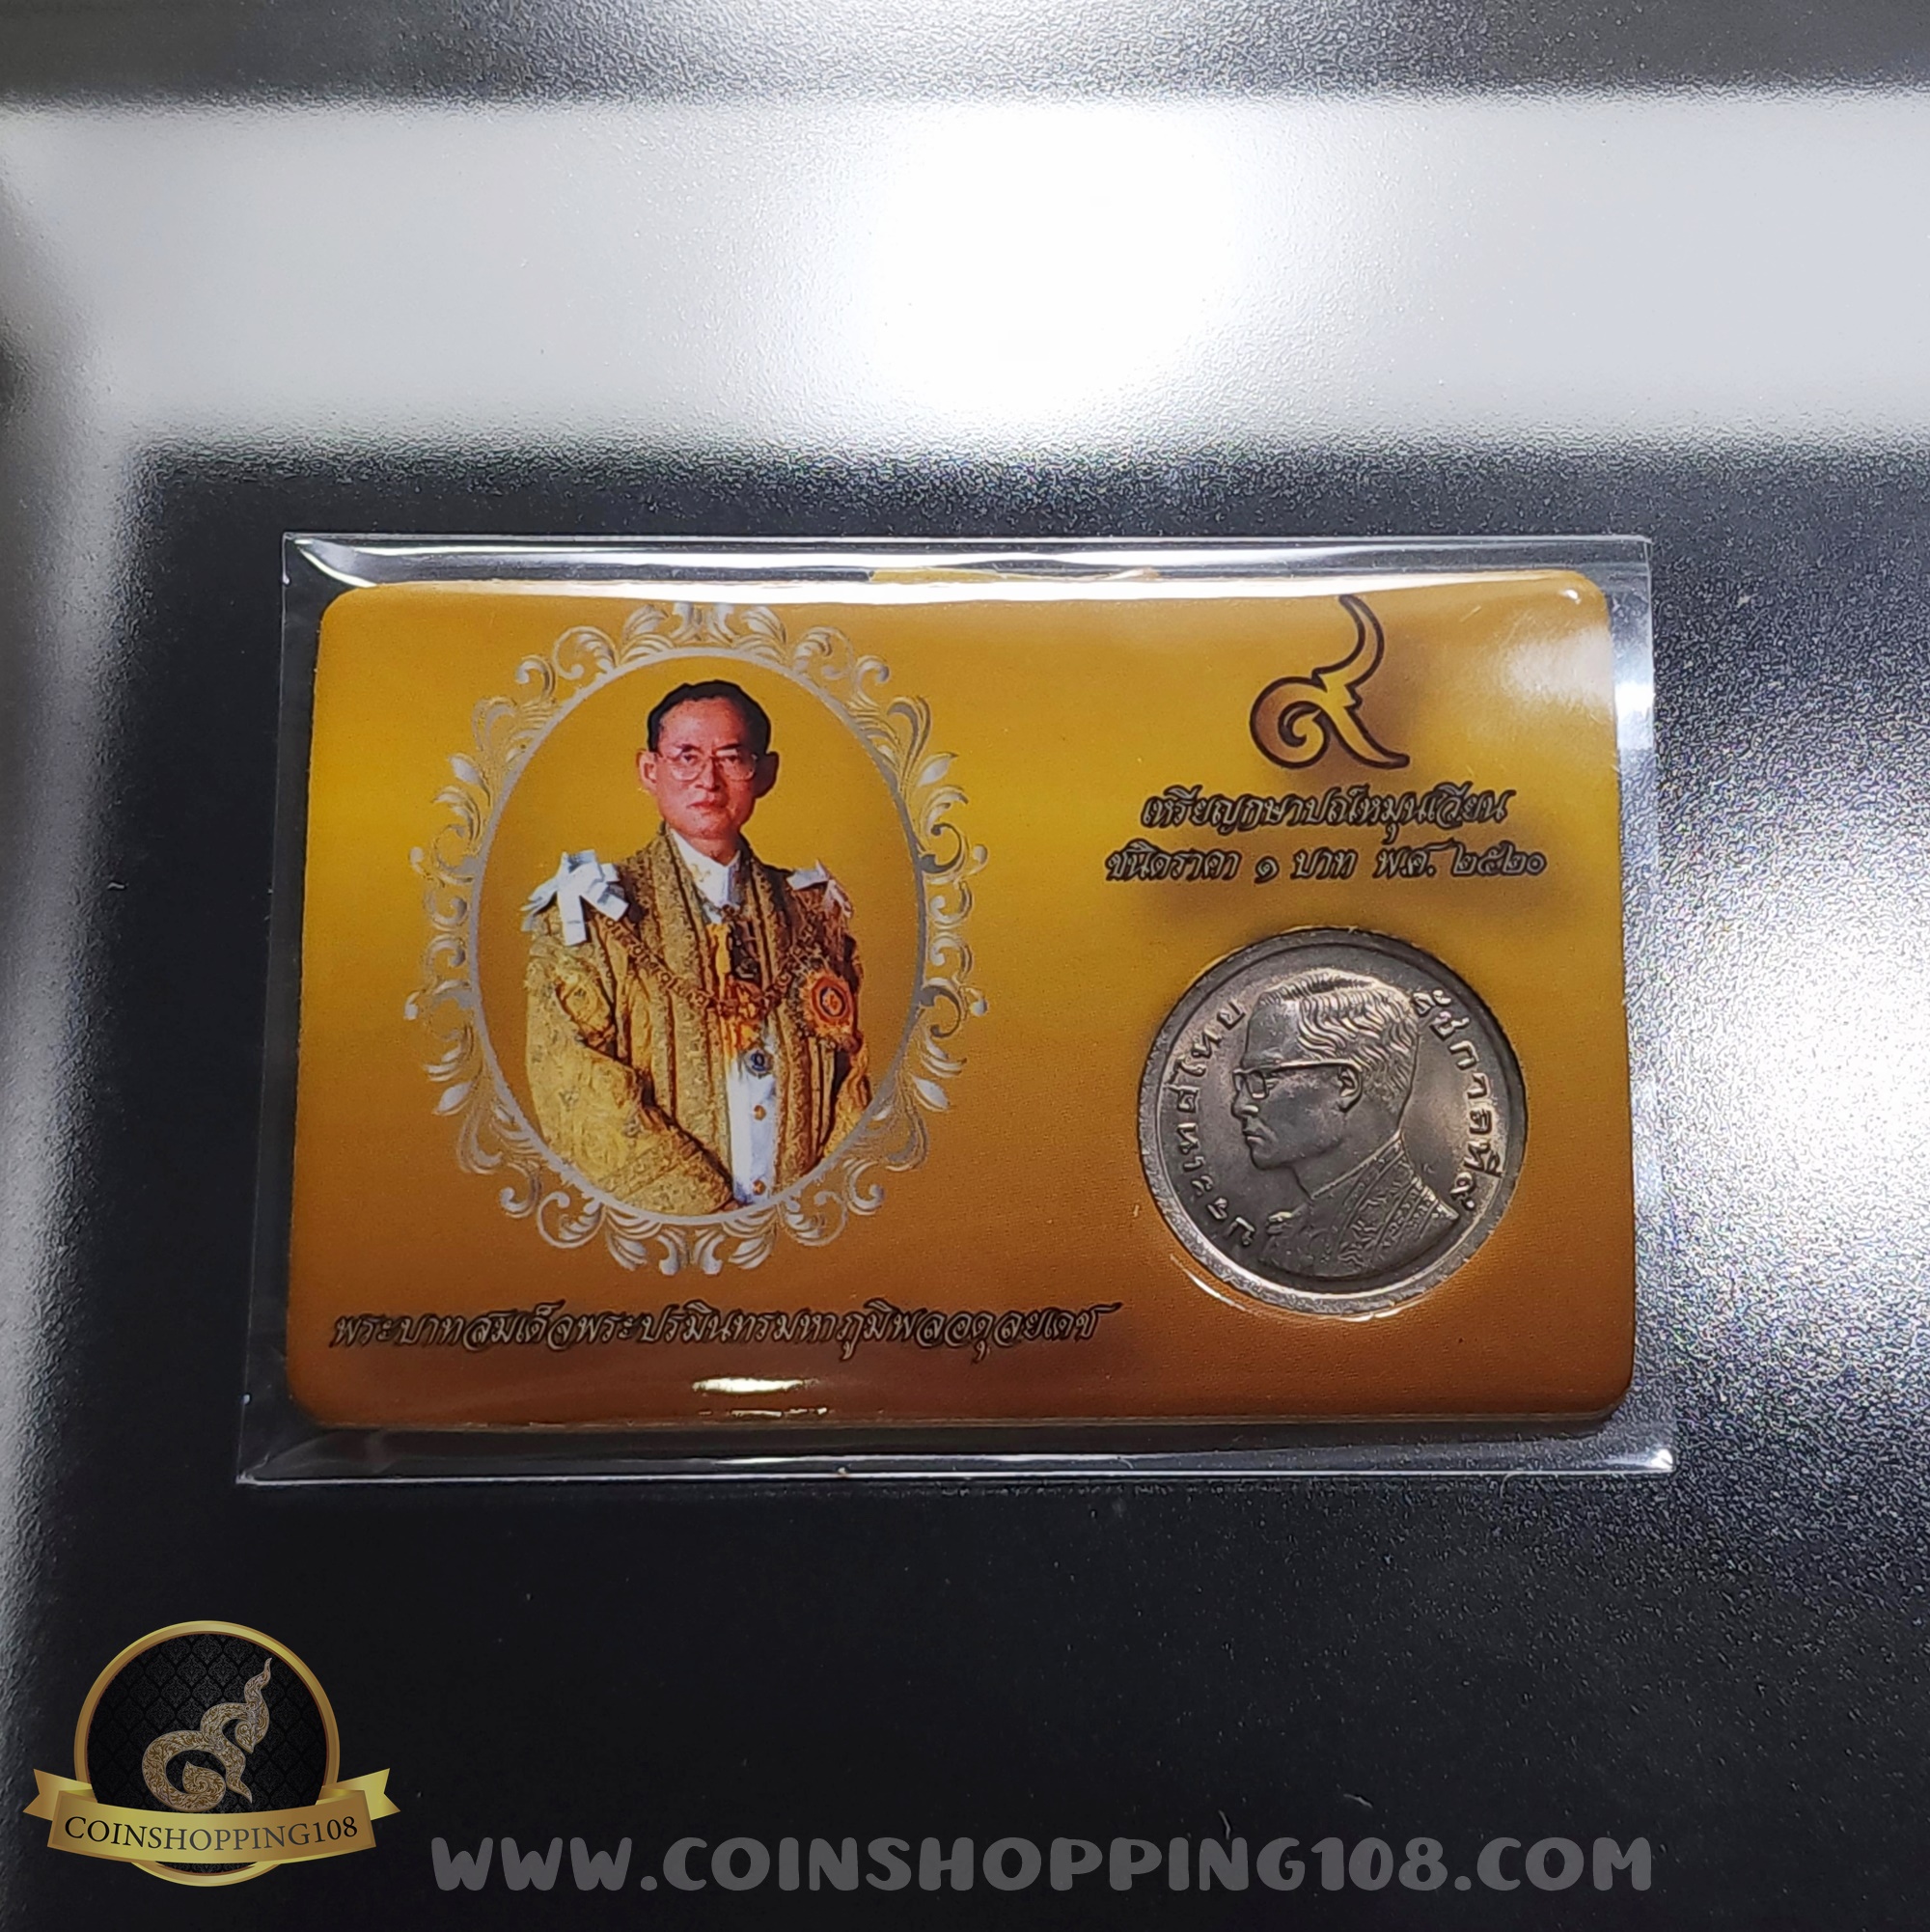 ๙
เหรียญกษาปณ์หมุนเวียน
ชนิดราคา ๑ บาท พ.ศ. ๒๕๒๐
ประเทศไทย
รัชกาลที่๙
พระบาทสมเด็จพระปรมินทรมหาภูมิพลอดุลยเดช
COINSHOPPING108
WWW.COINSHOPPING108.COM